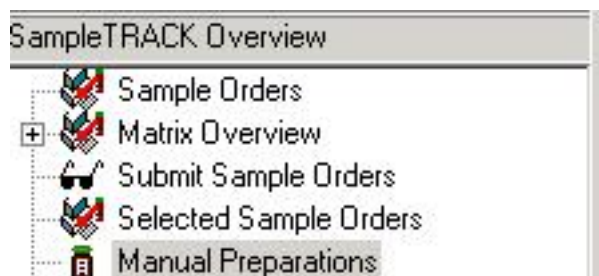 SampleTRACK Overview
Sample Orders
Matrix Overview
Submit Sample Orders
Selected Sample Orders
Manual Preparations